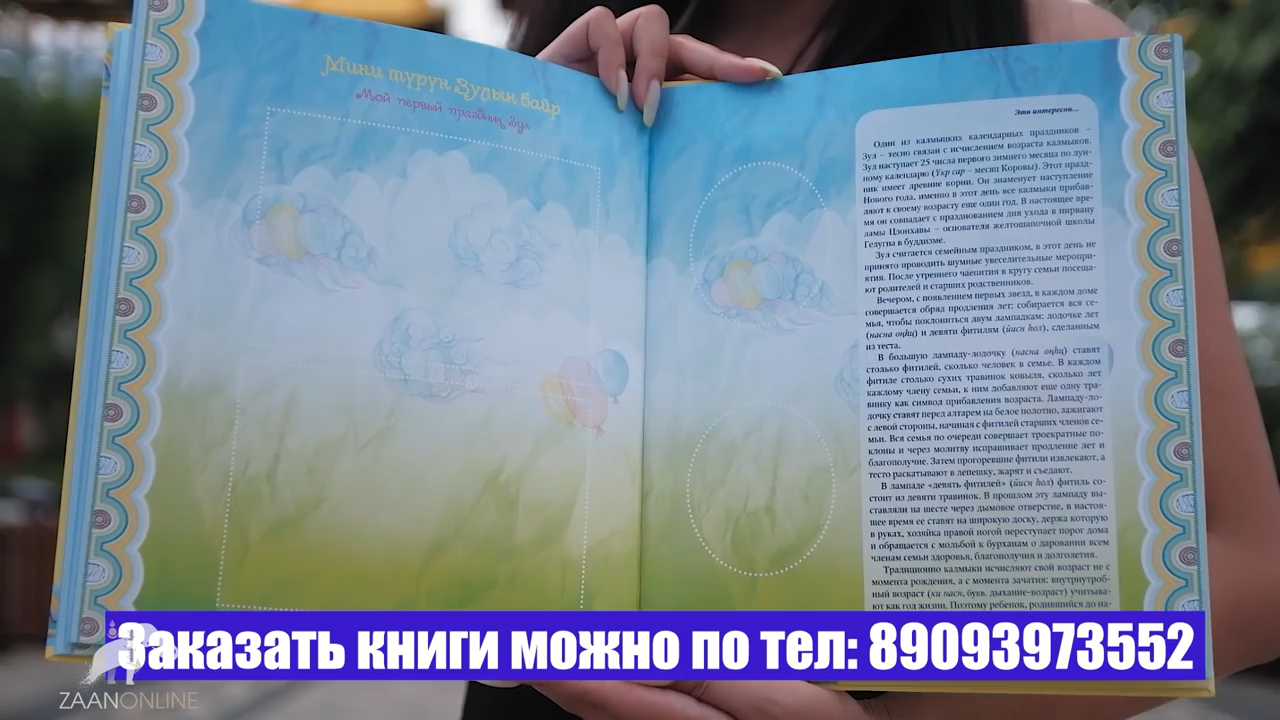 Мини түрүн Зулын байр
Мой первый праздник Зул
Это интересно...
Один из калмыцких календарных праздников –
Зул – тесно связан с исчислением возраста калмыков.
Зул наступает 25 числа первого зимнего месяца по лун-
ному календарю (Үкр сар – месяц Коровы). Этот празд-
ник имеет древние корни. Он знаменует наступление
Нового года, именно в этот день все калмыки прибав-
ляют к своему возрасту еще один год. В настоящее вре-
мя он совпадает с празднованием дня ухода в нирвану
ламы Цзонхавы – основателя желтошапочной школы
Гелугпа в буддизме.
Зул считается семейным праздником, в этот день не
принято проводить шумные увеселительные меропри-
ятия. После утреннего чаепития в кругу семьи посеща-
ют родителей и старших родственников.
Вечером, с появлением первых звезд, в каждом доме
совершается обряд продления лет: собирается вся се-
мья, чтобы поклониться двум лампадкам: лодочке лет
(насна оңһц) и девяти фитилям (йисн һол), сделанным
из теста.
В большую лампаду-лодочку (насна оңһц) ставят
столько фитилей, сколько человек в семье. В каждом
фитиле столько сухих травинок ковыля, сколько лет
каждому члену семьи, к ним добавляют еще одну тра-
винку как символ прибавления возраста. Лампаду-ло-
дочку ставят перед алтарем на белое полотно, зажигают
с левой стороны, начиная с фитилей старших членов се-
мьи. Вся семья по очереди совершает троекратные по-
клоны и через молитву испрашивает продление лет и
благополучие. Затем прогоревшие фитили извлекают, а
тесто раскатывают в лепешку, жарят и съедают.
В лампаде «девять фитилей» (йисн һол) фитиль со-
стоит из девяти травинок. В прошлом эту лампаду вы-
ставляли на шесте через дымовое отверстие, в настоя-
щее время ее ставят на широкую доску, держа которую
в руках, хозяйка правой ногой переступает порог дома
и обращается с мольбой к бурханам о даровании всем
членам семьи здоровья, благополучия и долголетия.
Традиционно калмыки исчисляют свой возраст не с
момента рождения, а с момента зачатия: внутриутроб-
ный возраст (ки насн, букв. дыхание-возраст) учитыва-
ют как год жизни. Поэтому ребенок, родившийся до на-
Заказать книги можно по тел: 89093973552
ZAANONLINE